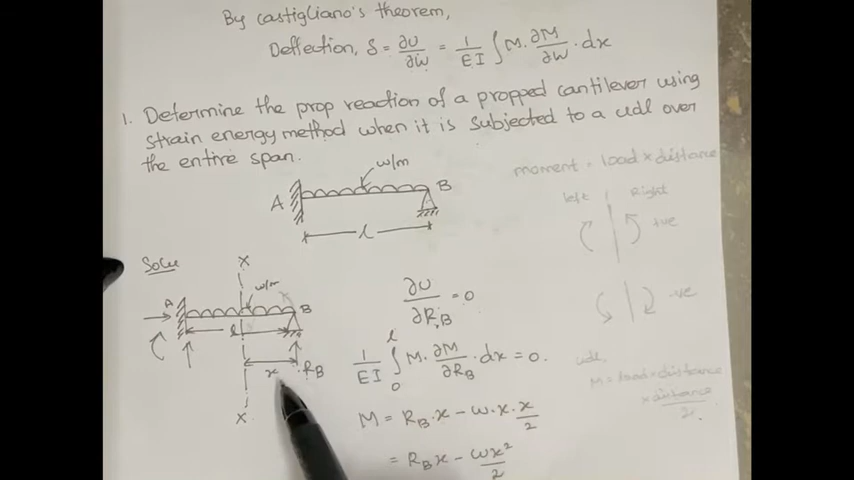 By castigliano's theorem,
Deflection, δ = ∂U/∂W = 1/EI ∫ M. ∂M/∂W . dx
1. Determine the prop reaction of a propped cantilever using
strain energy method when it is subjected to a udl over
the entire span.
w/m
A B
l
moment = load x distance
left Right
+ve
-ve
Solu
X
w/m
A B
l
x RB
X
∂U/∂RB = 0
1/EI ∫₀ˡ M. ∂M/∂RB . dx = 0.
M = RB.x - w.x. x/2
= RBx - wx²/2
udl
M = load x distance
x distance/2